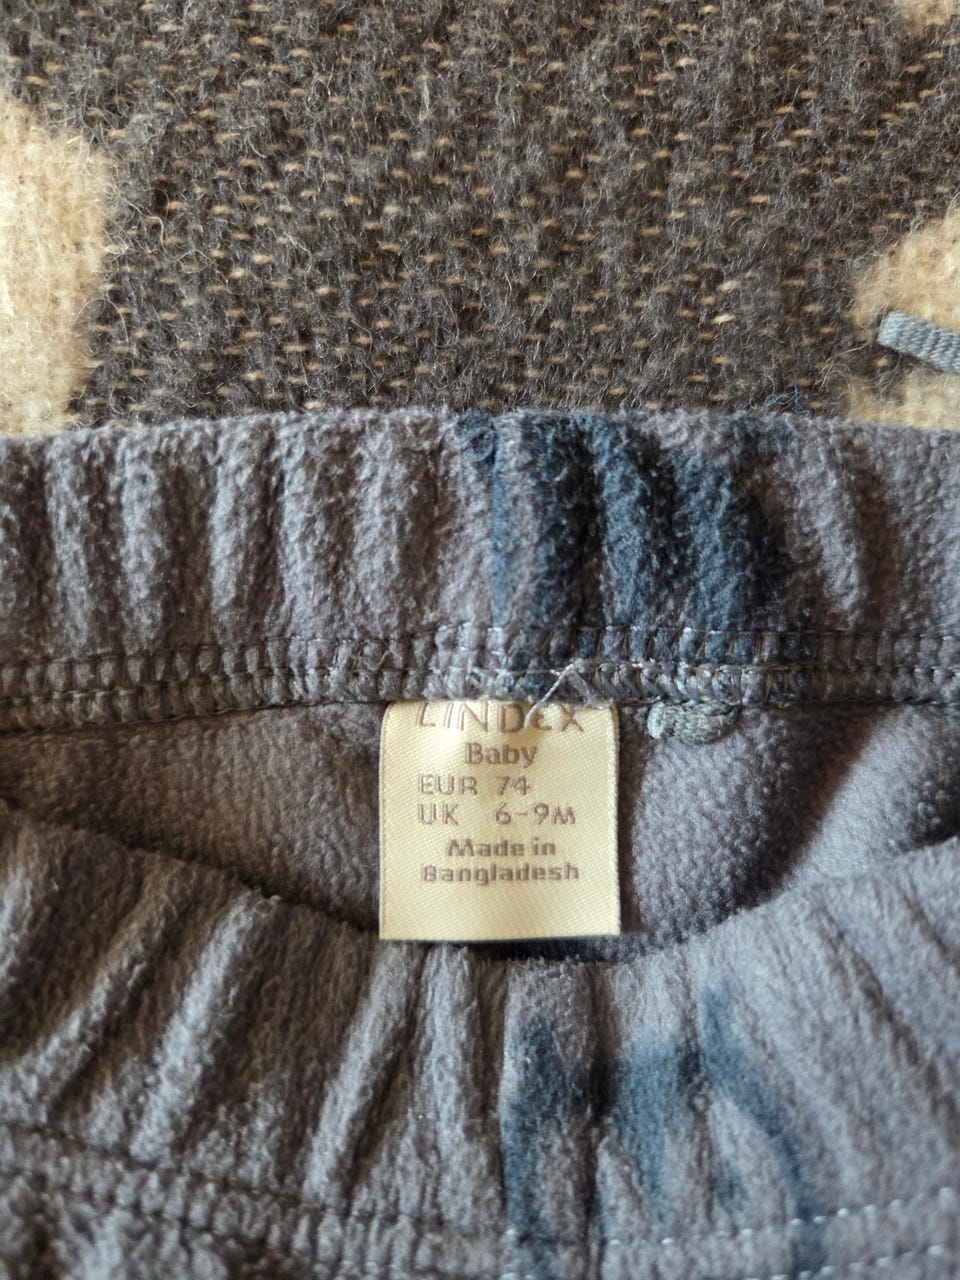 LINDEX
Baby
EUR 74
UK 6-9M
Made in
Bangladesh